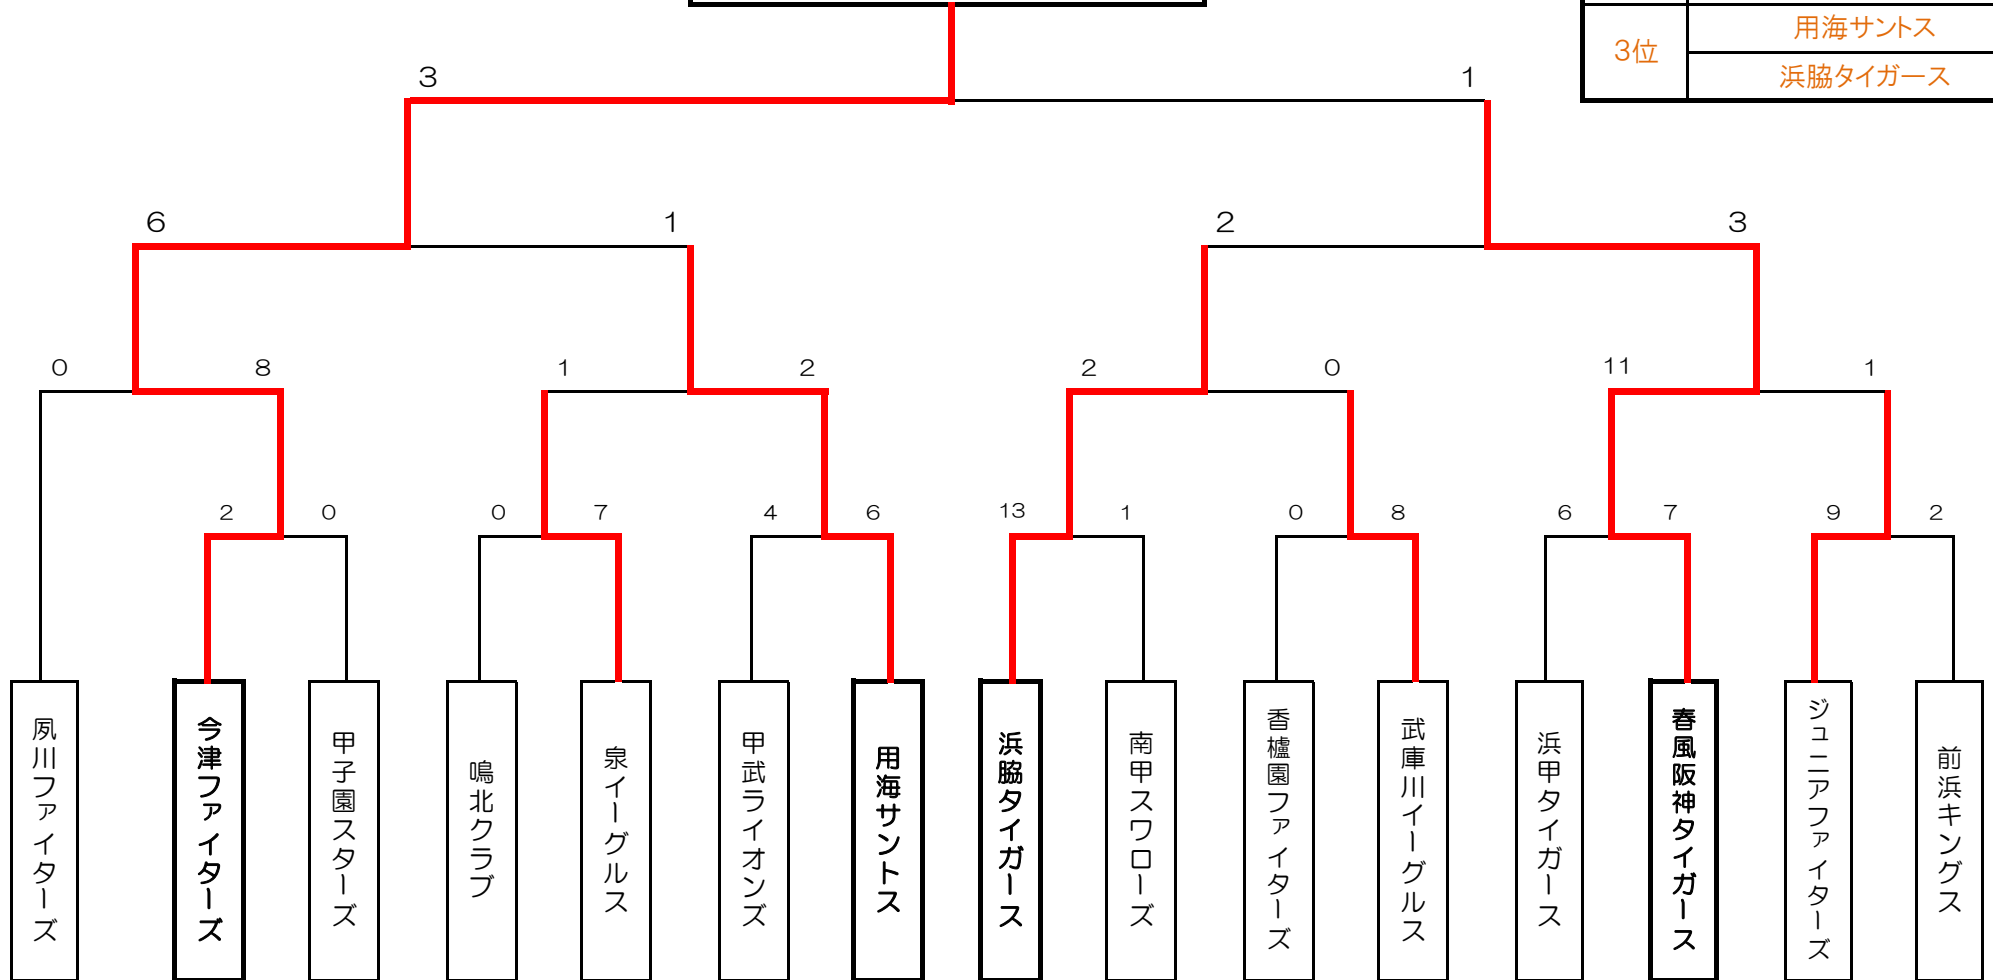 3位
用海サントス
浜脇タイガース
3
1
6
1
2
3
0
8
1
2
2
0
11
1
2
0
0
7
4
6
13
1
0
8
6
7
9
2
夙川ファイターズ
今津ファイターズ
甲子園スターズ
鳴北クラブ
泉イーグルス
甲武ライオンズ
用海サントス
浜脇タイガース
南甲スワローズ
香櫨園ファイターズ
武庫川イーグルス
浜甲タイガース
春風阪神タイガース
ジュニアファイターズ
前浜キングス